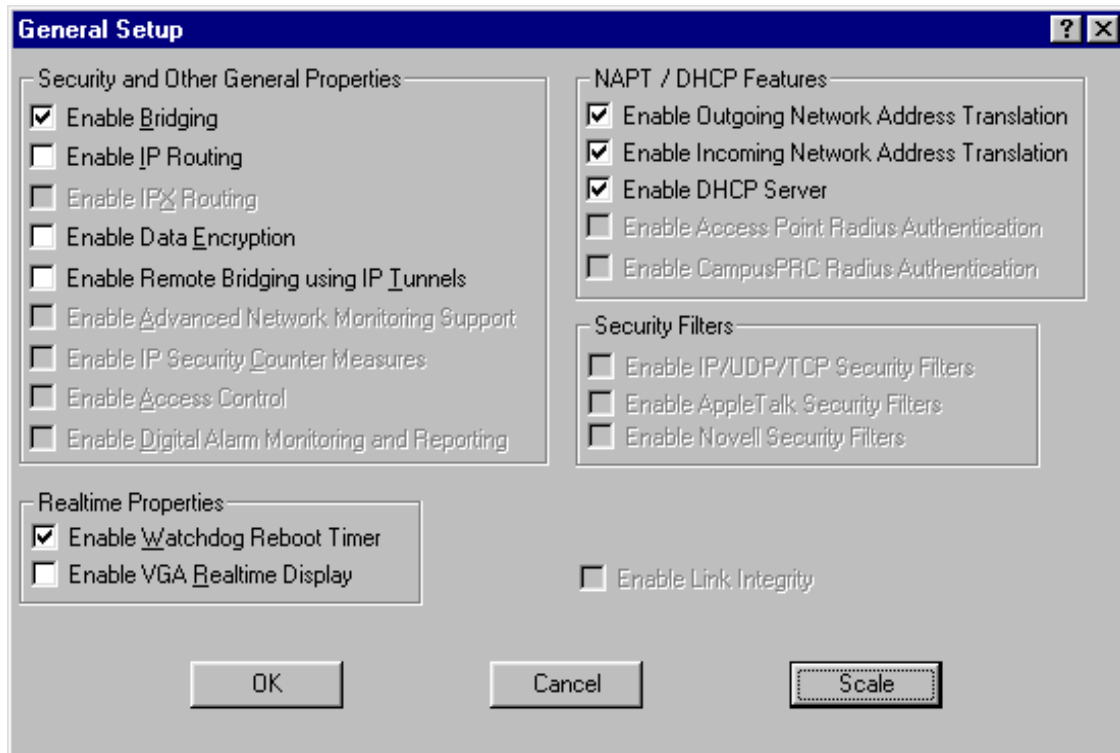 General Setup
Security and Other General Properties
Enable Bridging
Enable IP Routing
Enable IPX Routing
Enable Data Encryption
Enable Remote Bridging using IP Tunnels
Enable Advanced Network Monitoring Support
Enable IP Security Counter Measures
Enable Access Control
Enable Digital Alarm Monitoring and Reporting
NAPT / DHCP Features
Enable Outgoing Network Address Translation
Enable Incoming Network Address Translation
Enable DHCP Server
Enable Access Point Radius Authentication
Enable CampusPRC Radius Authentication
Security Filters
Enable IP/UDP/TCP Security Filters
Enable AppleTalk Security Filters
Enable Novell Security Filters
Realtime Properties
Enable Watchdog Reboot Timer
Enable VGA Realtime Display
Enable Link Integrity
OK
Cancel
Scale